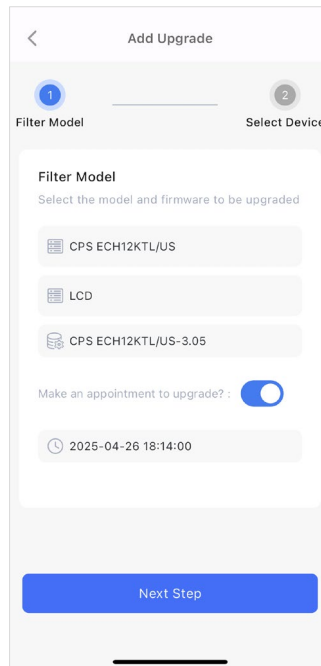 Add Upgrade
1
2
Filter Model
Select Device
Filter Model
Select the model and firmware to be upgraded
CPS ECH12KTL/US
LCD
CPS ECH12KTL/US-3.05
Make an appointment to upgrade? :
2025-04-26 18:14:00
Next Step